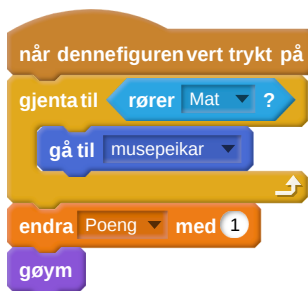 når denne figuren vert trykt på
gjenta til rører Mat ?
gå til musepeikar
endra Poeng med 1
gøym